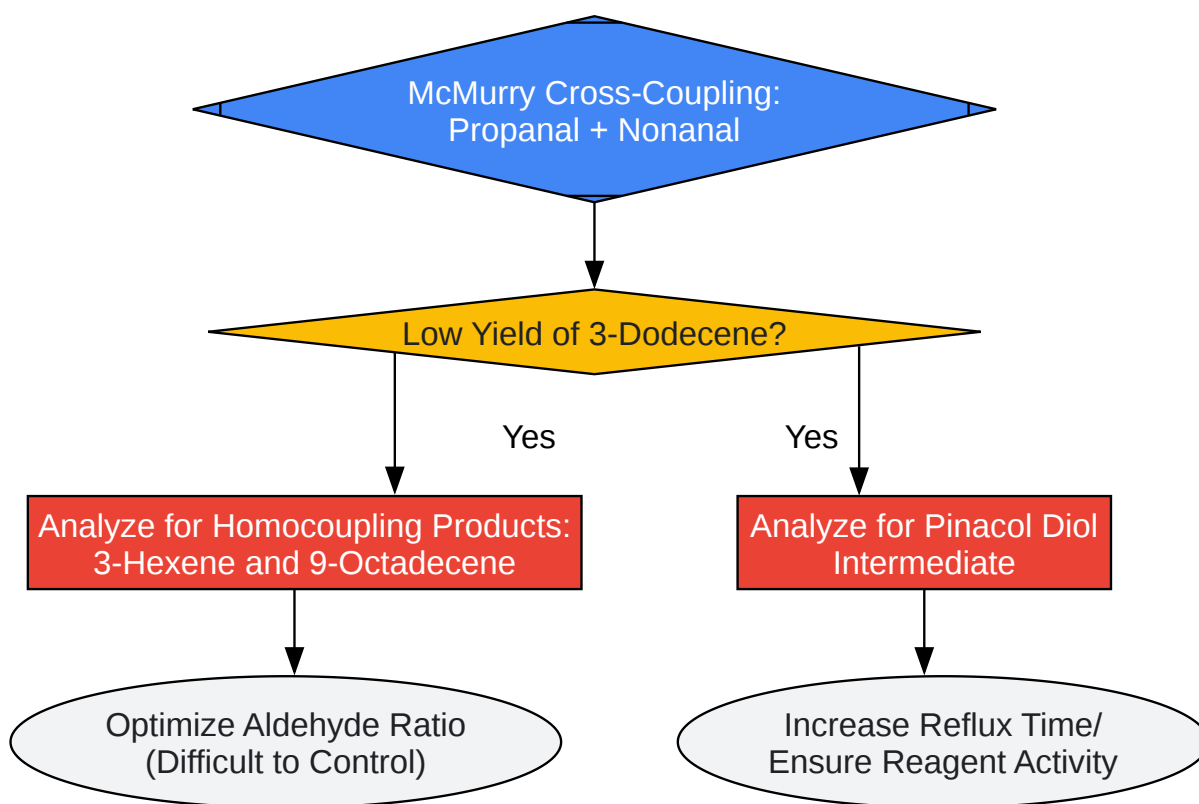 McMurry Cross-Coupling:
Propanal + Nonanal
Low Yield of 3-Dodecene?
Yes
Yes
Analyze for Homocoupling Products:
3-Hexene and 9-Octadecene
Analyze for Pinacol Diol
Intermediate
Optimize Aldehyde Ratio
(Difficult to Control)
Increase Reflux Time/
Ensure Reagent Activity